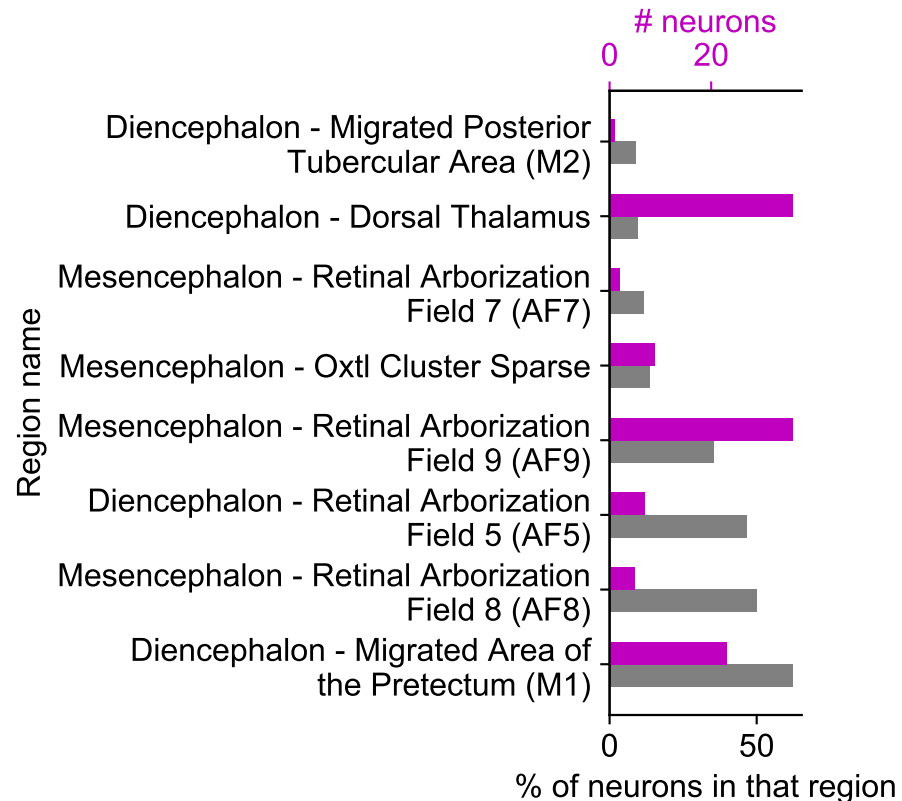 # neurons
0 20
Diencephalon - Migrated Posterior
Tubercular Area (M2)
Diencephalon - Dorsal Thalamus
Mesencephalon - Retinal Arborization
Field 7 (AF7)
Mesencephalon - Oxtl Cluster Sparse
Mesencephalon - Retinal Arborization
Field 9 (AF9)
Diencephalon - Retinal Arborization
Field 5 (AF5)
Mesencephalon - Retinal Arborization
Field 8 (AF8)
Diencephalon - Migrated Area of
the Pretectum (M1)
Region name
0 50
% of neurons in that region